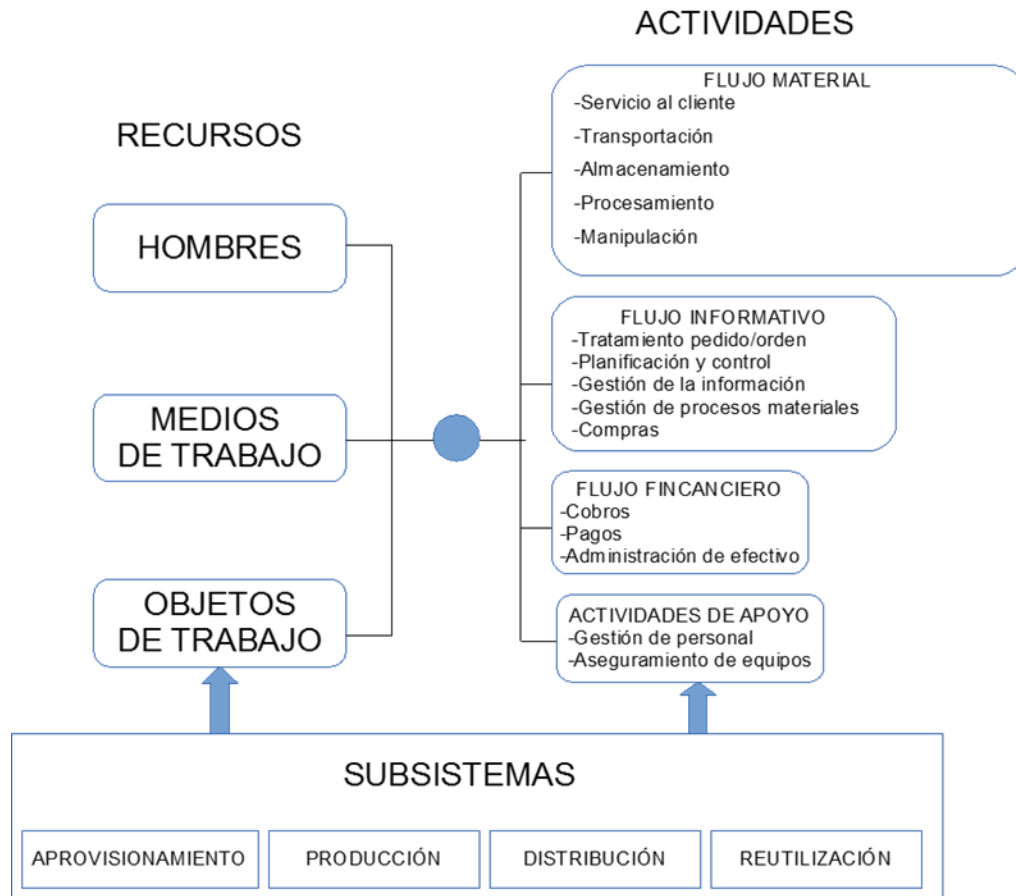 ACTIVIDADES
RECURSOS
HOMBRES
MEDIOS
DE TRABAJO
OBJETOS
DE TRABAJO
FLUJO MATERIAL
-Servicio al cliente
-Transportación
-Almacenamiento
-Procesamiento
-Manipulación
FLUJO INFORMATIVO
-Tratamiento pedido/orden
-Planificación y control
-Gestión de la información
-Gestión de procesos materiales
-Compras
FLUJO FINCANCIERO
-Cobros
-Pagos
-Administración de efectivo
ACTIVIDADES DE APOYO
-Gestión de personal
-Aseguramiento de equipos
SUBSISTEMAS
APROVISIONAMIENTO
PRODUCCIÓN
DISTRIBUCIÓN
REUTILIZACIÓN